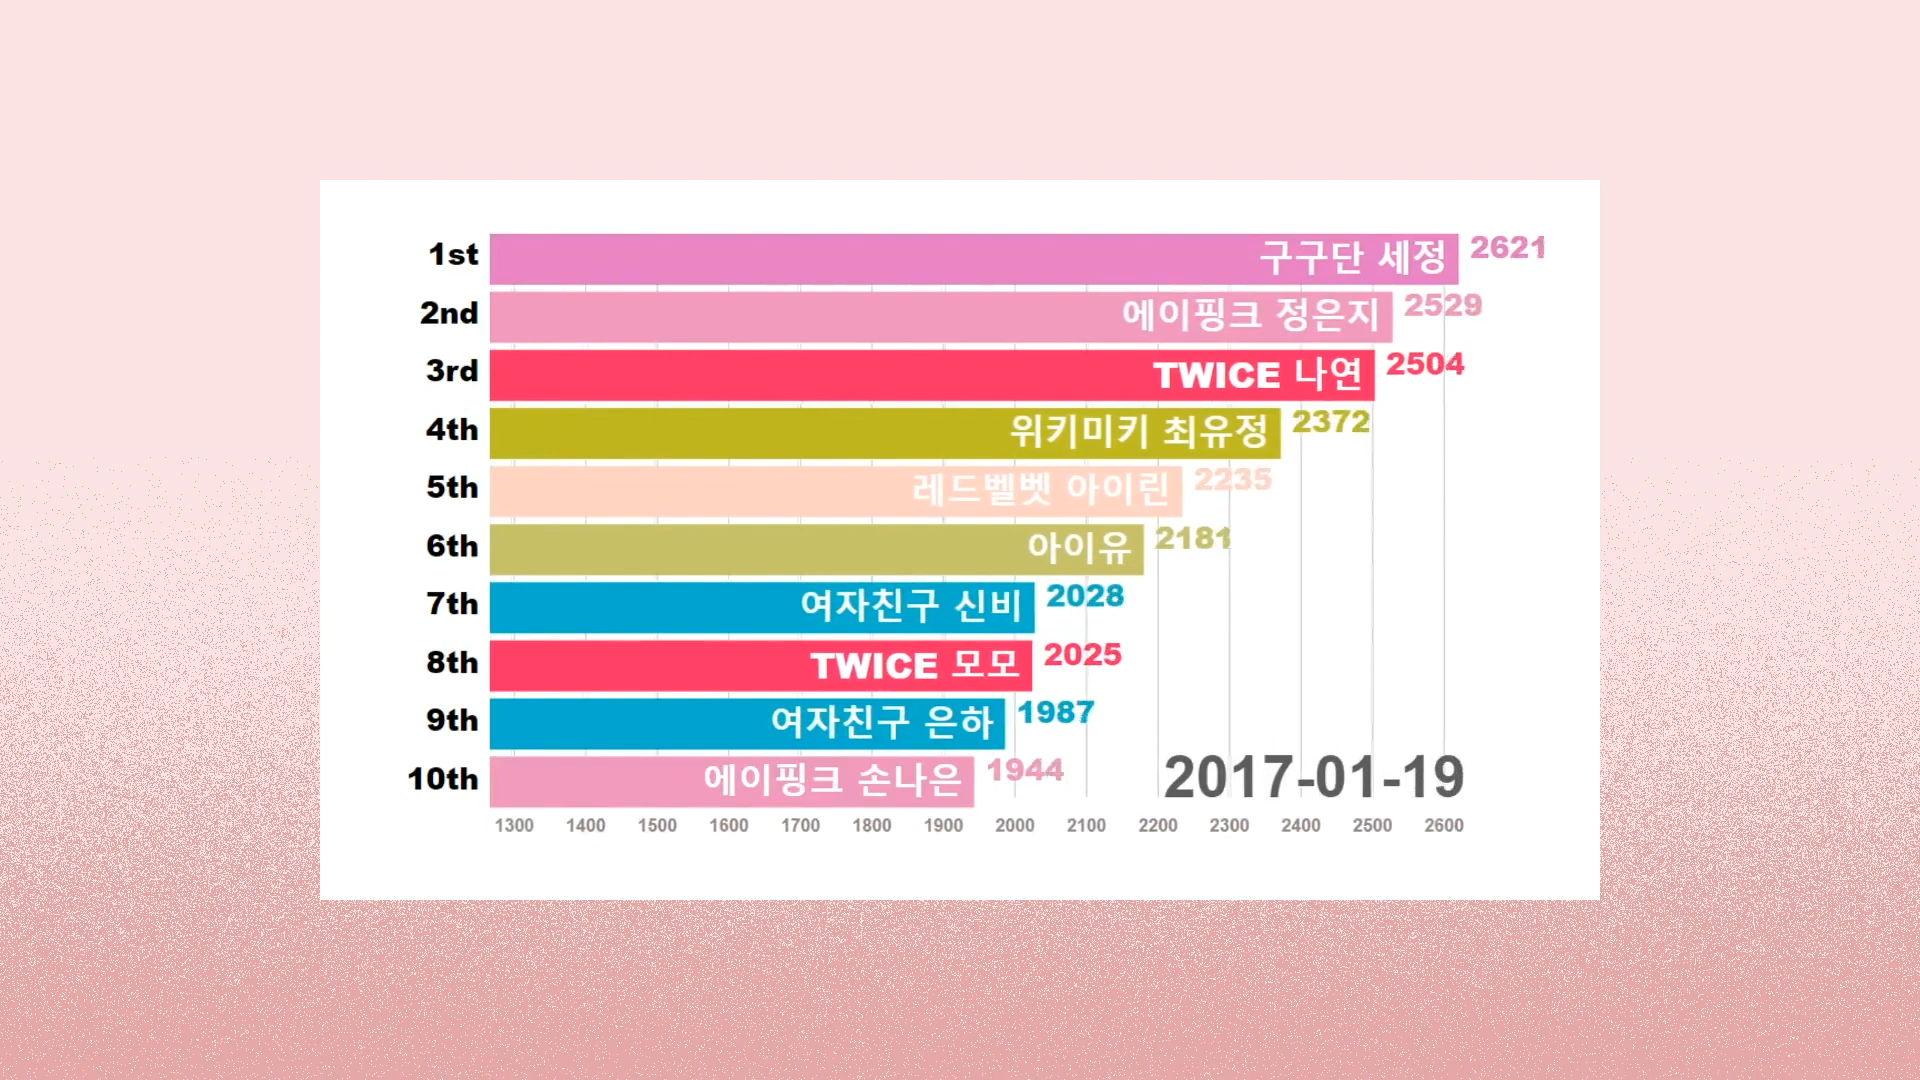 1st 구구단 세정 2621
2nd 에이핑크 정은지 2529
3rd TWICE 나연 2504
4th 위키미키 최유정 2372
5th 레드벨벳 아이린 2235
6th 아이유 2181
7th 여자친구 신비 2028
8th TWICE 모모 2025
9th 여자친구 은하 1987
10th 에이핑크 손나은 1944
2017-01-19
1300 1400 1500 1600 1700 1800 1900 2000 2100 2200 2300 2400 2500 2600